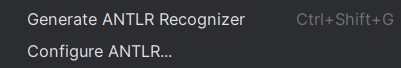 Generate ANTLR Recognizer Ctrl+Shift+G
Configure ANTLR...